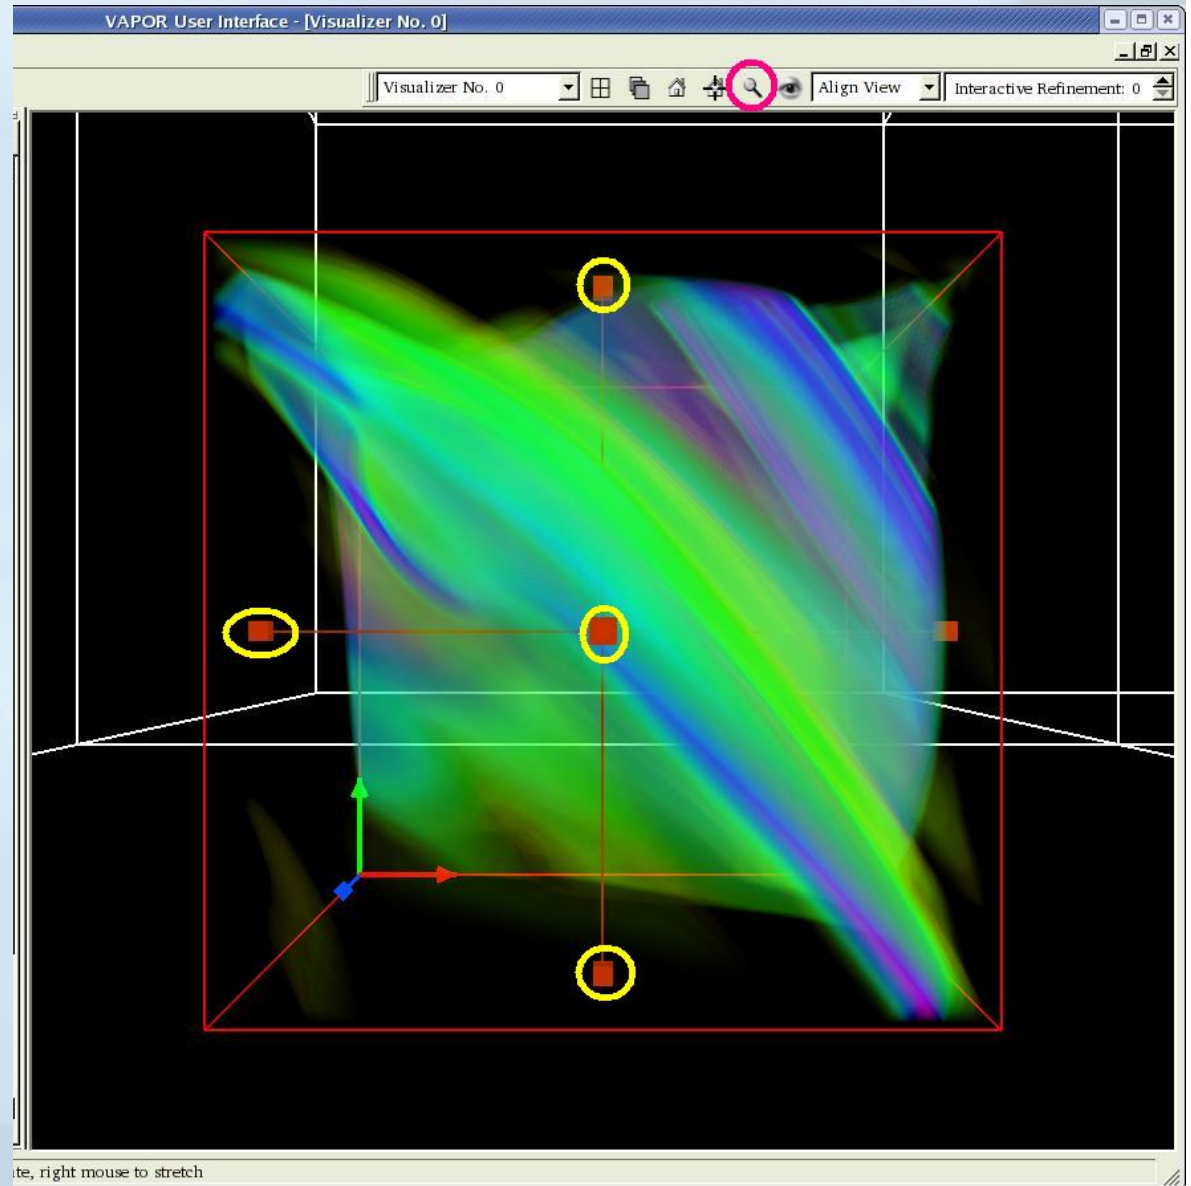 VAPOR User Interface - [Visualizer No. 0]
Visualizer No. 0
Align View
Interactive Refinement: 0
te, right mouse to stretch